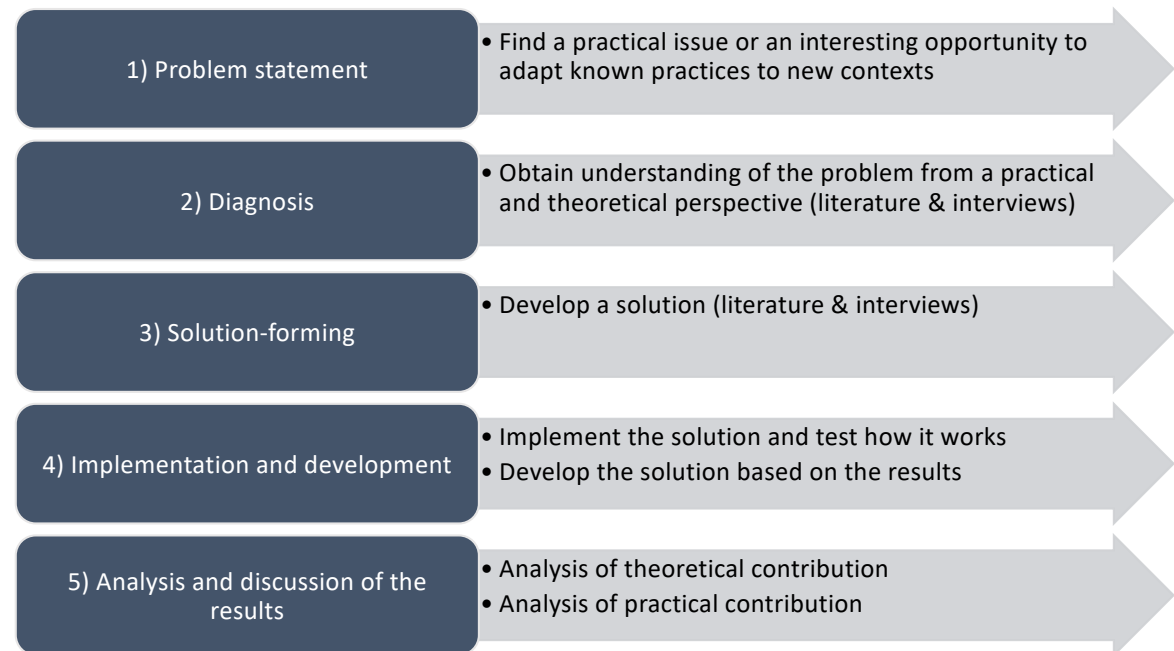 1) Problem statement
• Find a practical issue or an interesting opportunity to
adapt known practices to new contexts
2) Diagnosis
• Obtain understanding of the problem from a practical
and theoretical perspective (literature & interviews)
3) Solution-forming
• Develop a solution (literature & interviews)
4) Implementation and development
• Implement the solution and test how it works
• Develop the solution based on the results
5) Analysis and discussion of the
results
• Analysis of theoretical contribution
• Analysis of practical contribution